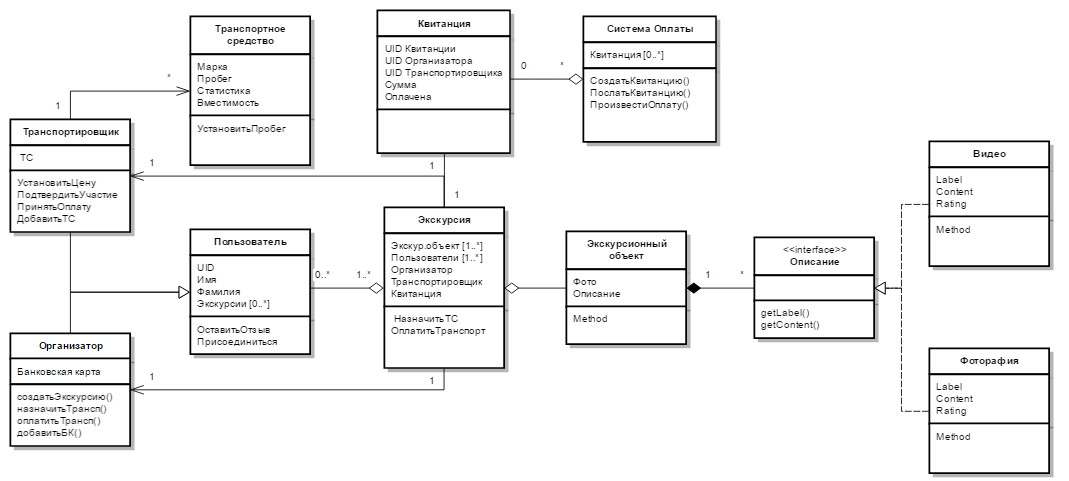 Транспортное
средство
Марка
Пробег
Статистика
Вместимость
УстановитьПробег
Квитанция
UID Квитанции
UID Организатора
UID Транспортировщика
Сумма
Оплачена
Система Оплаты
Квитанция [0..*]
СоздатьКвитанцию()
ПослатьКвитанцию()
ПроизвестиОплату()
0
*
*
1
Транспортировщик
ТС
УстановитьЦену
ПодтвердитьУчастие
ПринятьОплату
ДобавитьТС
1
1
1
Пользователь
UID
Имя
Фамилия
Экскурсии [0..*]
ОставитьОтзыв
Присоединиться
0..*
1..*
Экскурсия
Экскур.объект [1..*]
Пользователи [1..*]
Организатор
Транспортировщик
Квитанция
НазначитьТС
ОплатитьТранспорт
Экскурсионный
объект
Фото
Описание
Method
1
*
<<interface>>
Описание
getLabel()
getContent()
Видео
Label
Content
Rating
Method
Организатор
Банковская карта
создатьЭкскурсию()
назначитьТрансп()
оплатитьТрансп()
добавитьБК()
1
1
Фоторафия
Label
Content
Rating
Method